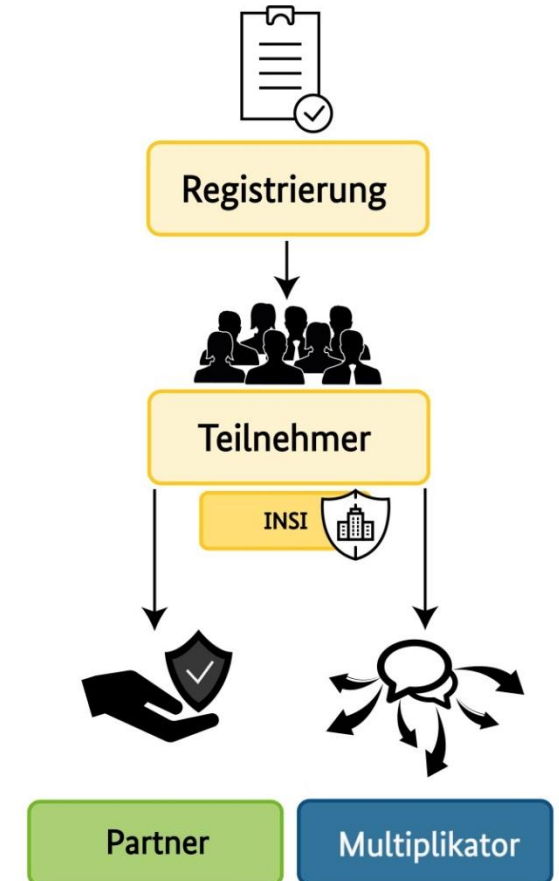 Registrierung
Teilnehmer
INSI
Partner
Multiplikator